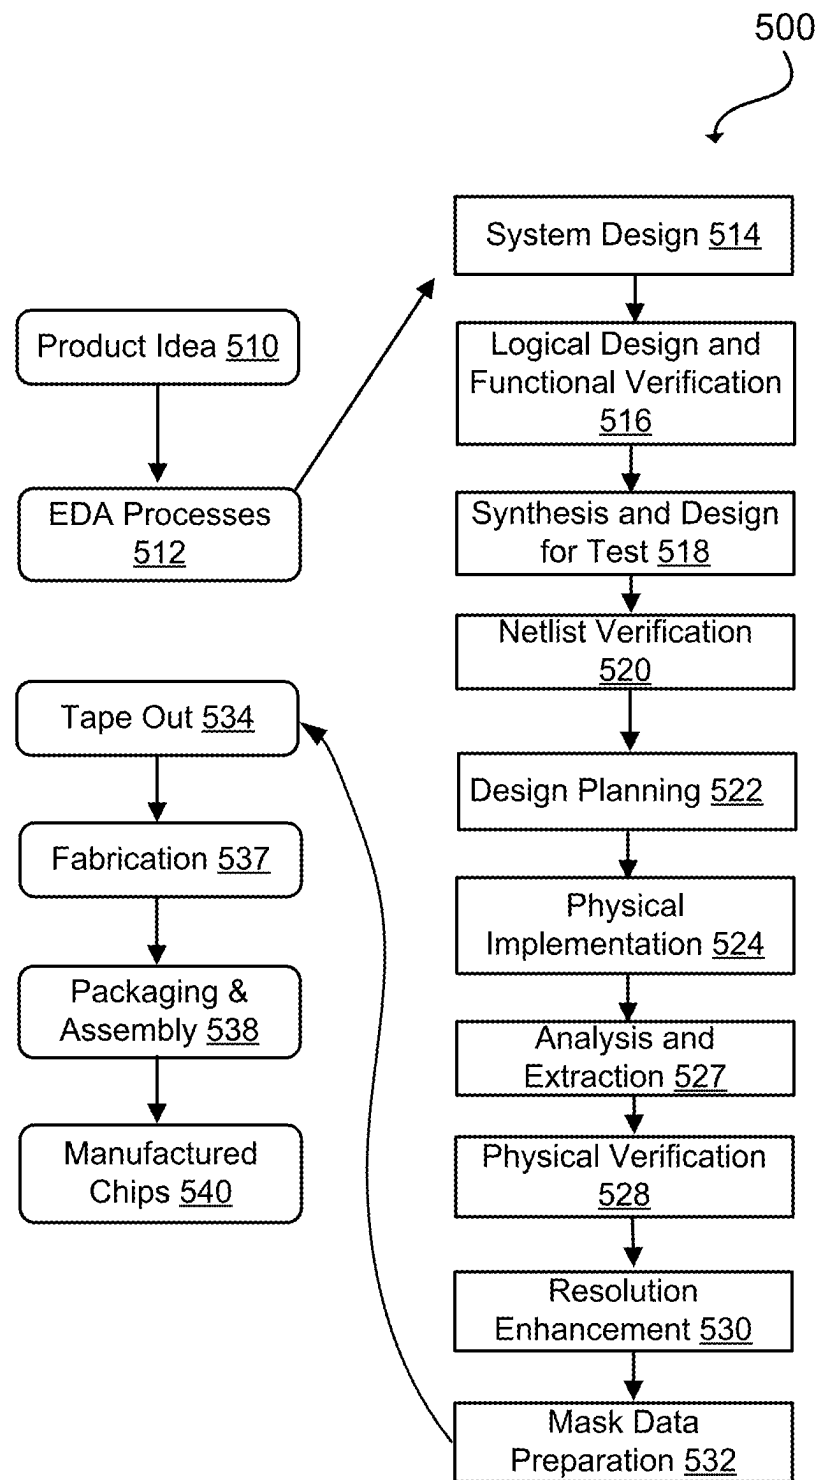 500
Product Idea 510
EDA Processes
512
System Design 514
Logical Design and
Functional Verification
516
Synthesis and Design
for Test 518
Netlist Verification
520
Design Planning 522
Physical
Implementation 524
Analysis and
Extraction 527
Physical Verification
528
Resolution
Enhancement 530
Mask Data
Preparation 532
Tape Out 534
Fabrication 537
Packaging &
Assembly 538
Manufactured
Chips 540